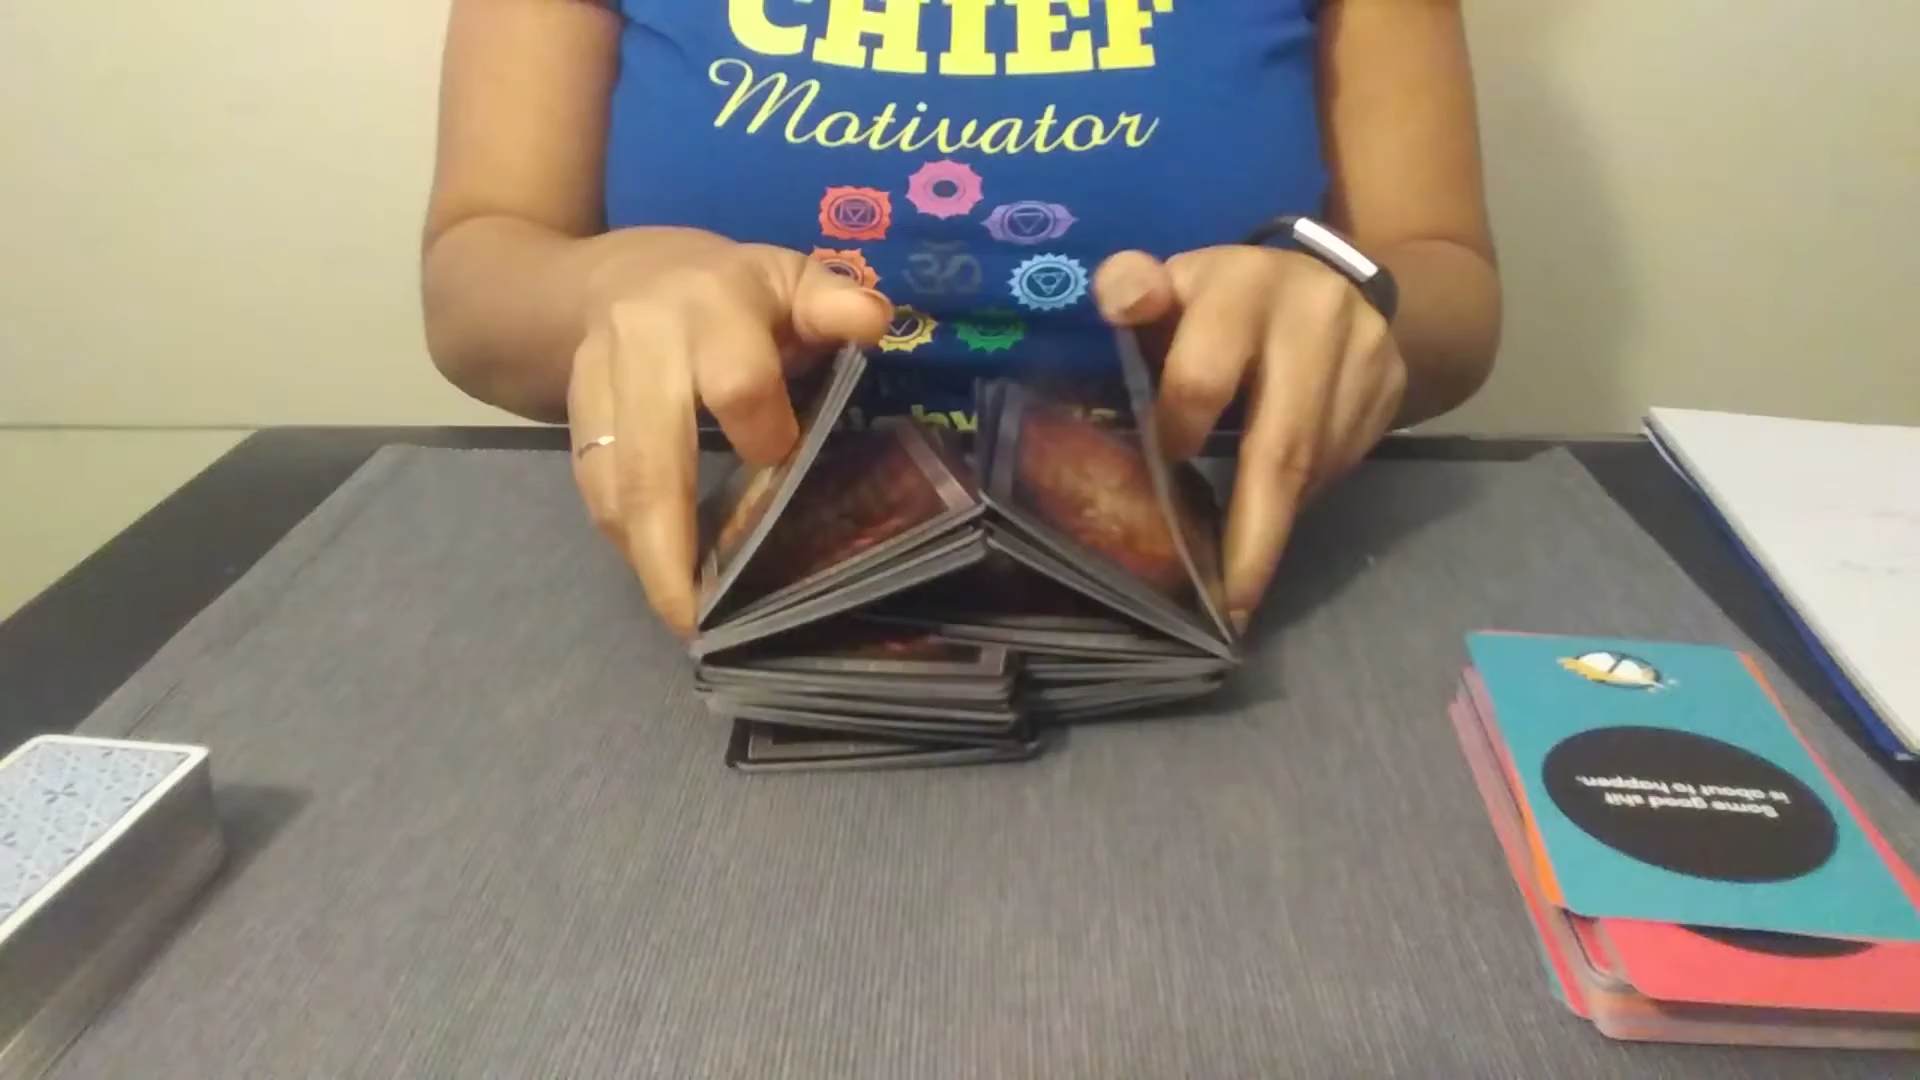 CHIEF
Motivator
ॐ
Some good shit
is about to happen.